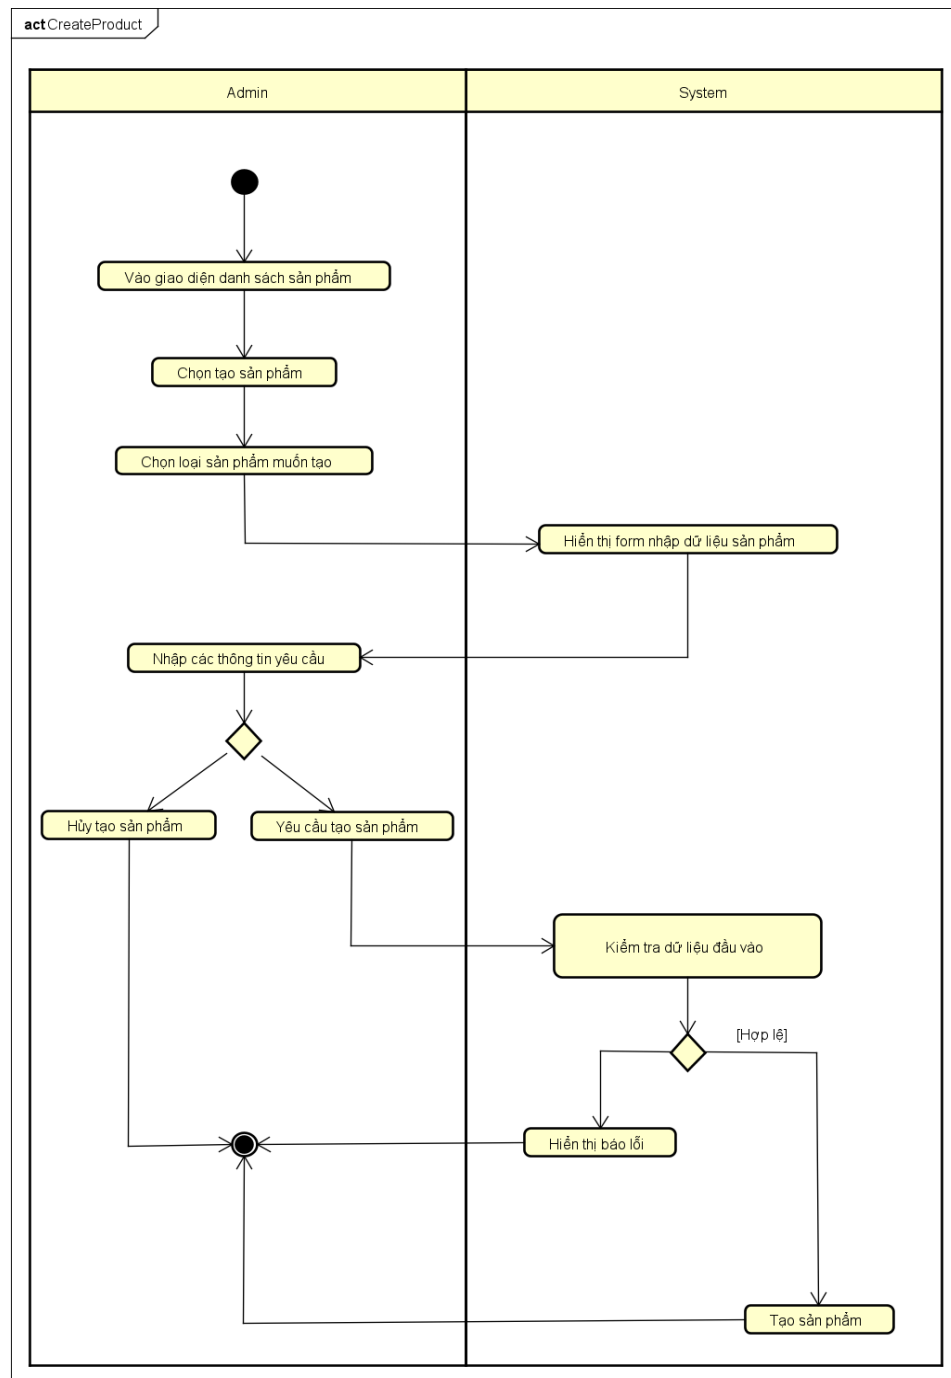 act CreateProduct
Admin
System
Vào giao diện danh sách sản phẩm
Chọn tạo sản phẩm
Chọn loại sản phẩm muốn tạo
Hiển thị form nhập dữ liệu sản phẩm
Nhập các thông tin yêu cầu
Hủy tạo sản phẩm
Yêu cầu tạo sản phẩm
Kiểm tra dữ liệu đầu vào
[Hợp lệ]
Hiển thị báo lỗi
Tạo sản phẩm